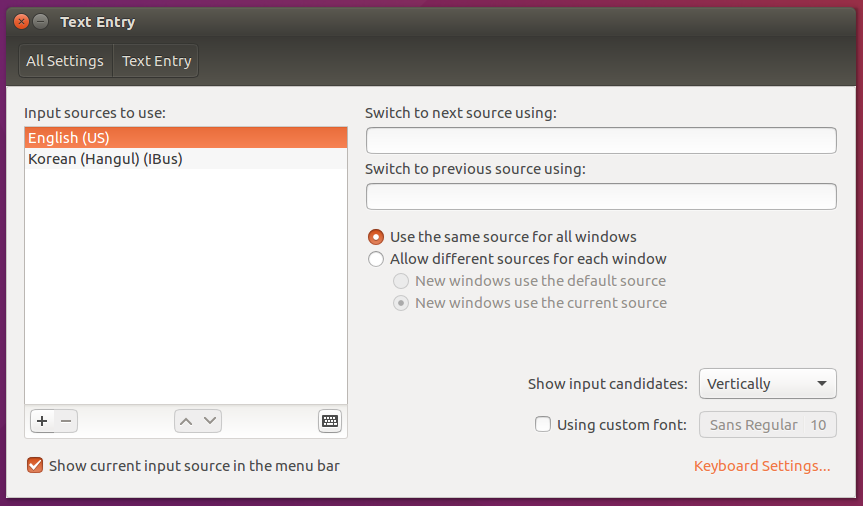 Text Entry
All Settings
Text Entry
Input sources to use:
English (US)
Korean (Hangul) (IBus)
Show current input source in the menu bar
Switch to next source using:
Switch to previous source using:
Use the same source for all windows
Allow different sources for each window
New windows use the default source
New windows use the current source
Show input candidates: Vertically
Using custom font: Sans Regular 10
Keyboard Settings...